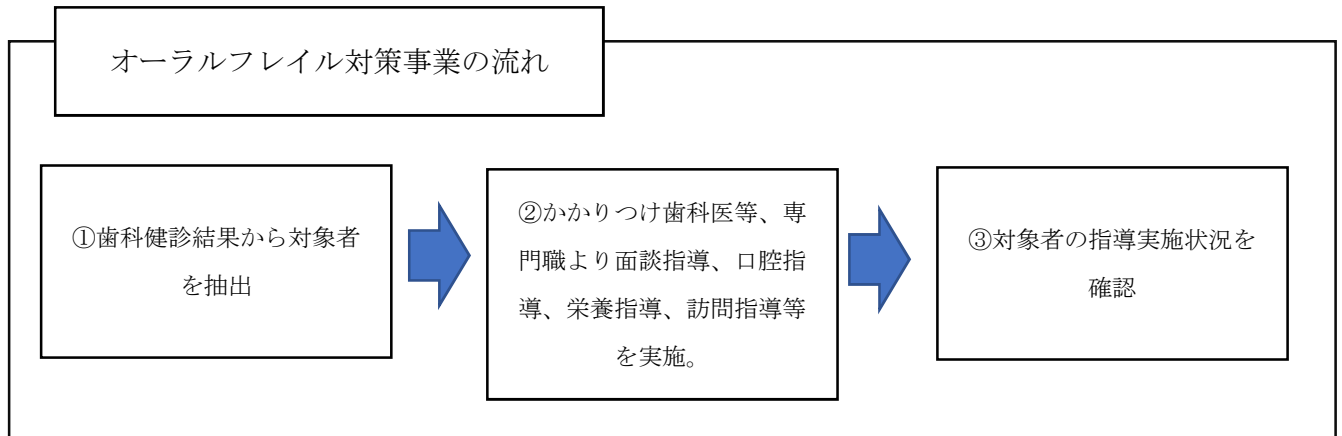 オーラルフレイル対策事業の流れ
①歯科健診結果から対象者
を抽出
②かかりつけ歯科医等、専
門職より面談指導、口腔指
導、栄養指導、訪問指導等
を実施。
③対象者の指導実施状況を
確認